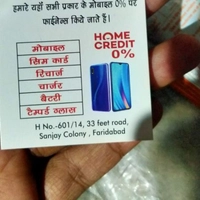 हमारे यहाँ सभी प्रकार के मोबाइल 0% पर
फाईनेन्स किये जाते हैं।
मोबाइल
सिम कार्ड
रिचार्ज
चार्जर
बैटरी
टैम्पर्ड ग्लास
HOME
CREDIT
0%
H No.-601/14, 33 feet road,
Sanjay Colony, Faridabad